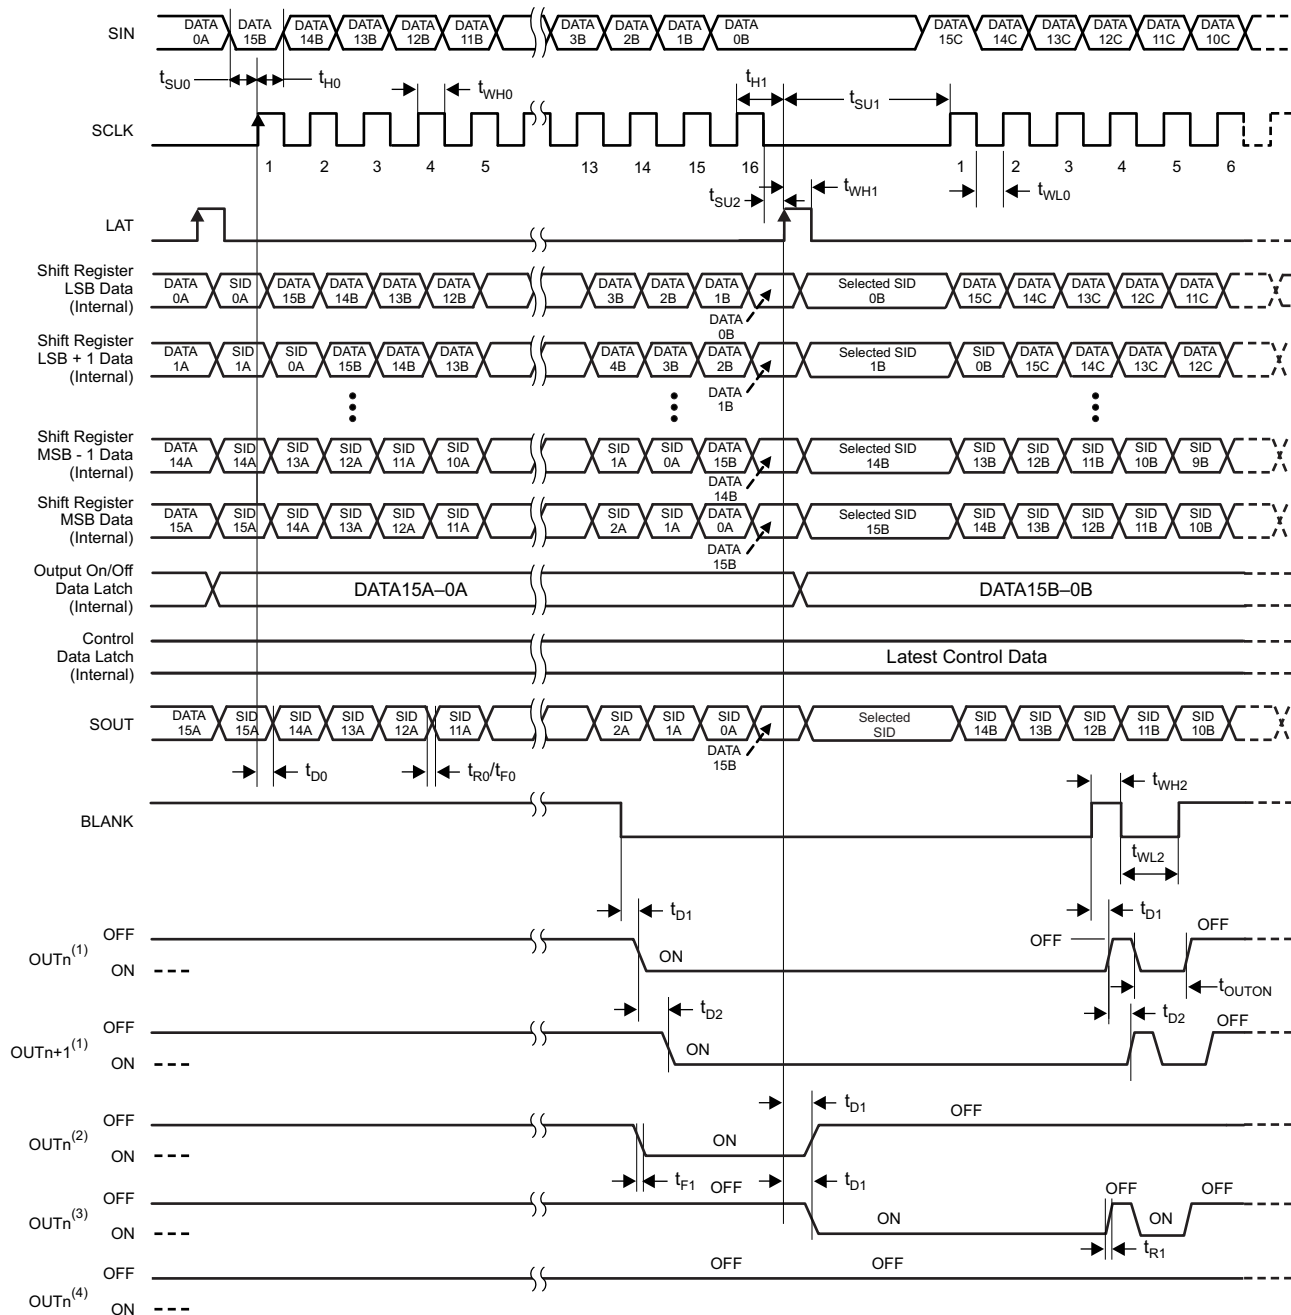 SIN
DATA 0A
DATA 15B
DATA 14B
DATA 13B
DATA 12B
DATA 11B
DATA 3B
DATA 2B
DATA 1B
DATA 0B
DATA 15C
DATA 14C
DATA 13C
DATA 12C
DATA 11C
DATA 10C
tSU0
tH0
tWH0
tH1
tSU1
SCLK
1 2 3 4 5 13 14 15 16 1 2 3 4 5 6
tSU2
tWH1
tWL0
LAT
Shift Register
LSB Data
(Internal)
DATA 0A
SID 0A
DATA 15B
DATA 14B
DATA 13B
DATA 12B
DATA 3B
DATA 2B
DATA 1B
DATA 0B
Selected SID 0B
DATA 15C
DATA 14C
DATA 13C
DATA 12C
DATA 11C
Shift Register
LSB + 1 Data
(Internal)
DATA 1A
SID 1A
SID 0A
DATA 15B
DATA 14B
DATA 13B
DATA 4B
DATA 3B
DATA 2B
DATA 1B
Selected SID 1B
SID 0B
DATA 15C
DATA 14C
DATA 13C
DATA 12C
Shift Register
MSB - 1 Data
(Internal)
DATA 14A
SID 14A
SID 13A
SID 12A
SID 11A
SID 10A
SID 1A
SID 0A
DATA 15B
DATA 14B
Selected SID 14B
SID 13B
SID 12B
SID 11B
SID 10B
SID 9B
Shift Register
MSB Data
(Internal)
DATA 15A
SID 15A
SID 14A
SID 13A
SID 12A
SID 11A
SID 2A
SID 1A
DATA 0A
DATA 15B
Selected SID 15B
SID 14B
SID 13B
SID 12B
SID 11B
SID 10B
Output On/Off
Data Latch
(Internal)
DATA15A–0A
DATA15B–0B
Control
Data Latch
(Internal)
Latest Control Data
SOUT
DATA 15A
SID 15A
SID 14A
SID 13A
SID 12A
SID 11A
SID 2A
SID 1A
SID 0A
DATA 15B
Selected SID
SID 14B
SID 13B
SID 12B
SID 11B
SID 10B
tD0
tR0/tF0
BLANK
tWH2
tWL2
tD1
tD1
OUTn(1)
OFF
ON
ON
OFF
OFF
tOUTON
tD2
tD2
OUTn+1(1)
OFF
ON
ON
OFF
tD1
OUTn(2)
OFF
ON
ON
OFF
tF1
tD1
OUTn(3)
OFF
ON
OFF
ON
OFF
ON
OFF
tR1
OUTn(4)
OFF
ON
OFF
OFF